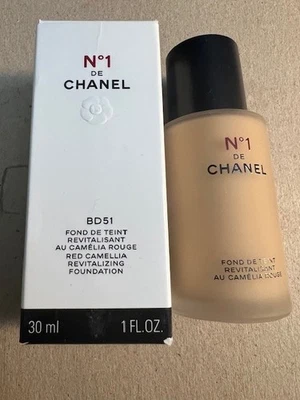 N°1
DE
CHANEL
BD51
FOND DE TEINT
REVITALISANT
AU CAMÉLIA ROUGE
RED CAMELLIA
REVITALIZING
FOUNDATION
30 ml 1 FL.OZ.
N°1
DE
CHANEL
FOND DE TEINT
REVITALISANT
AU CAMÉLIA ROUGE